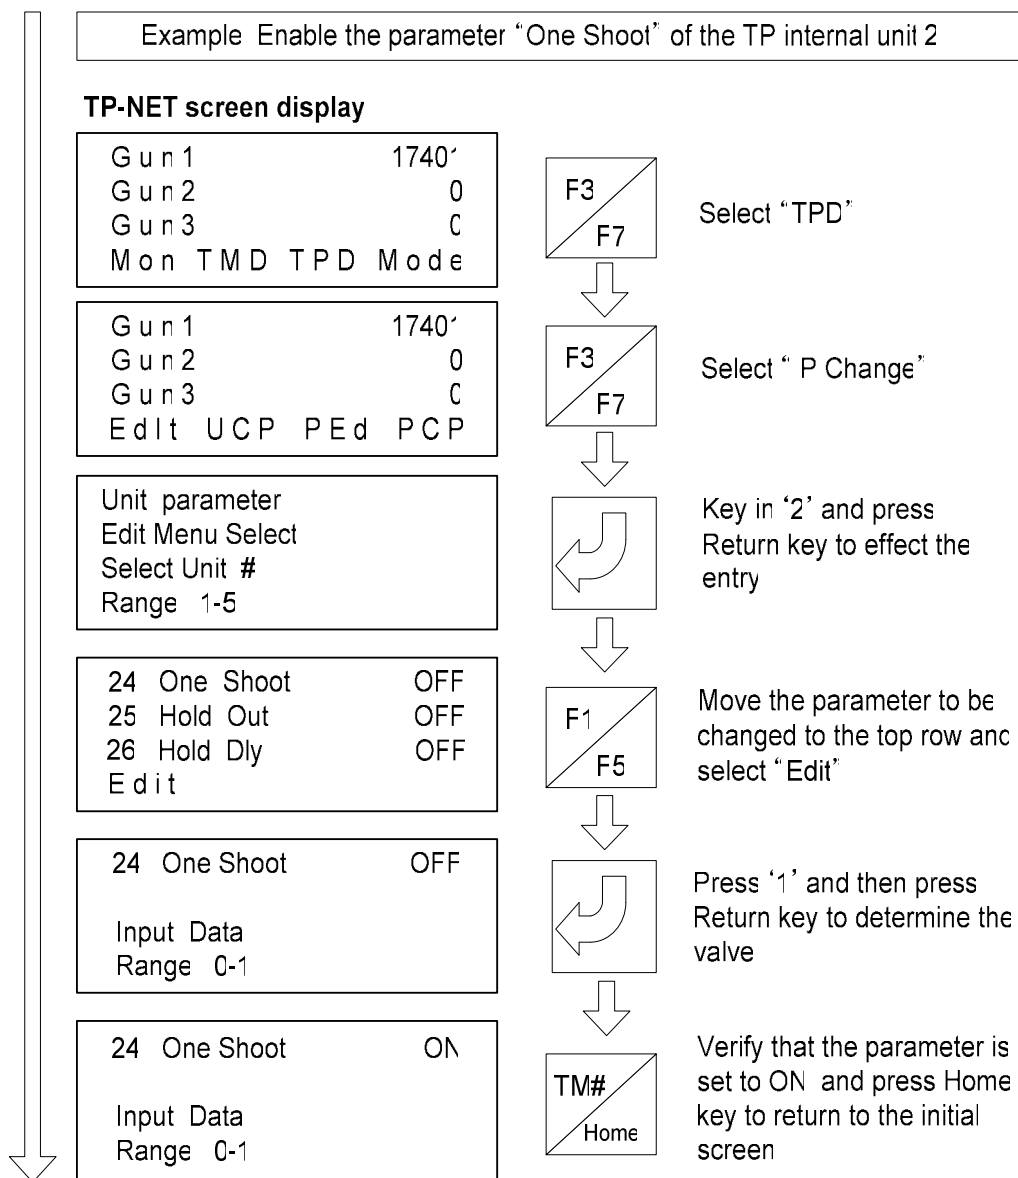 Example Enable the parameter “One Shoot” of the TP internal unit 2
TP-NET screen display
Gun1 17401
Gun2 0
Gun3 0
Mon TMD TPD Mode
F3
F7
Select “TPD”
Gun1 17401
Gun2 0
Gun3 0
EdIt UCP PEd PCP
F3
F7
Select “ P Change”
Unit parameter
Edit Menu Select
Select Unit #
Range 1-5
Key in ‘2’ and press
Return key to effect the
entry
24 One Shoot OFF
25 Hold Out OFF
26 Hold Dly OFF
Edit
F1
F5
Move the parameter to be
changed to the top row and
select “Edit”
24 One Shoot OFF
Input Data
Range 0-1
Press ‘1’ and then press
Return key to determine the
valve
24 One Shoot ON
Input Data
Range 0-1
TM#
Home
Verify that the parameter is
set to ON and press Home
key to return to the initial
screen